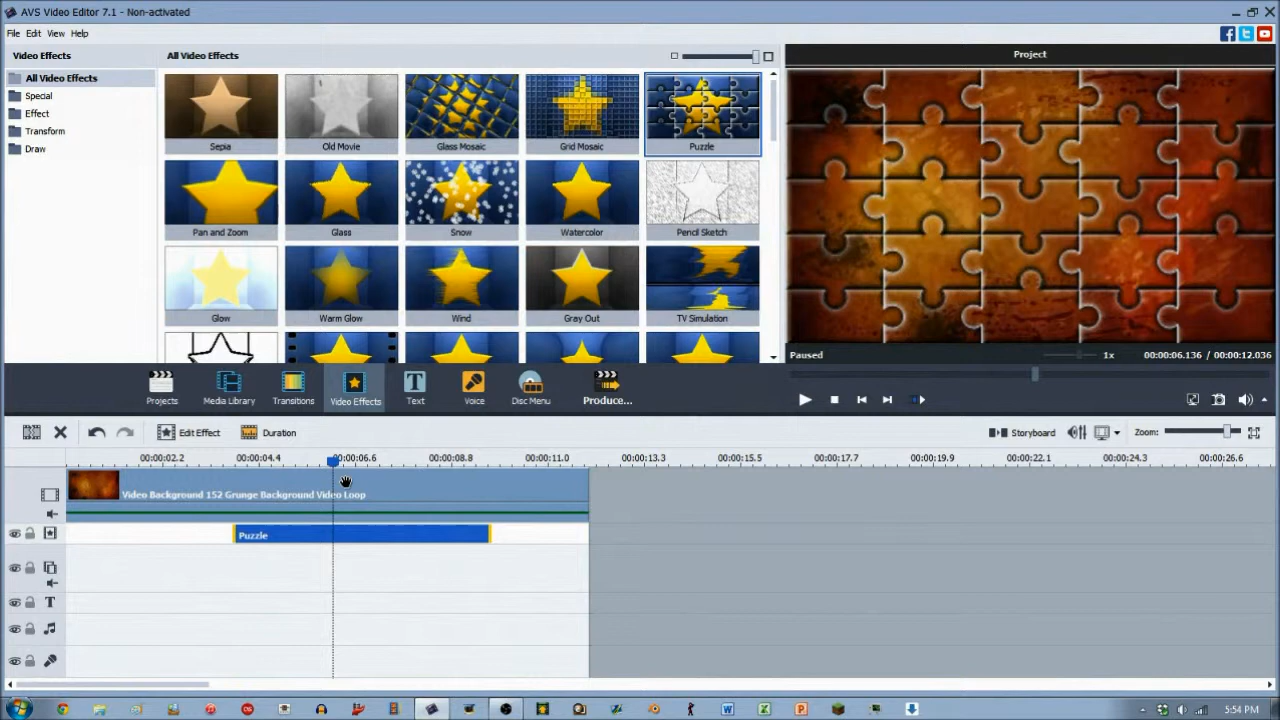 AVS Video Editor 7.1 - Non-activated
File Edit View Help
Video Effects
All Video Effects
Project
All Video Effects
Special
Effect
Transform
Draw
Sepia
Old Movie
Glass Mosaic
Grid Mosaic
Puzzle
Pan and Zoom
Glass
Snow
Watercolor
Pencil Sketch
Glow
Warm Glow
Wind
Gray Out
TV Simulation
Paused
1x
00:00:06.136 / 00:00:12.036
Projects
Media Library
Transitions
Video Effects
Text
Voice
Disc Menu
Produce...
Edit Effect
Duration
Storyboard
Zoom:
00:00:02.2 00:00:04.4 00:00:06.6 00:00:08.8 00:00:11.0 00:00:13.3 00:00:15.5 00:00:17.7 00:00:19.9 00:00:22.1 00:00:24.3 00:00:26.6
Video Background 152 Grunge Background Video Loop
Puzzle
T
5:54 PM